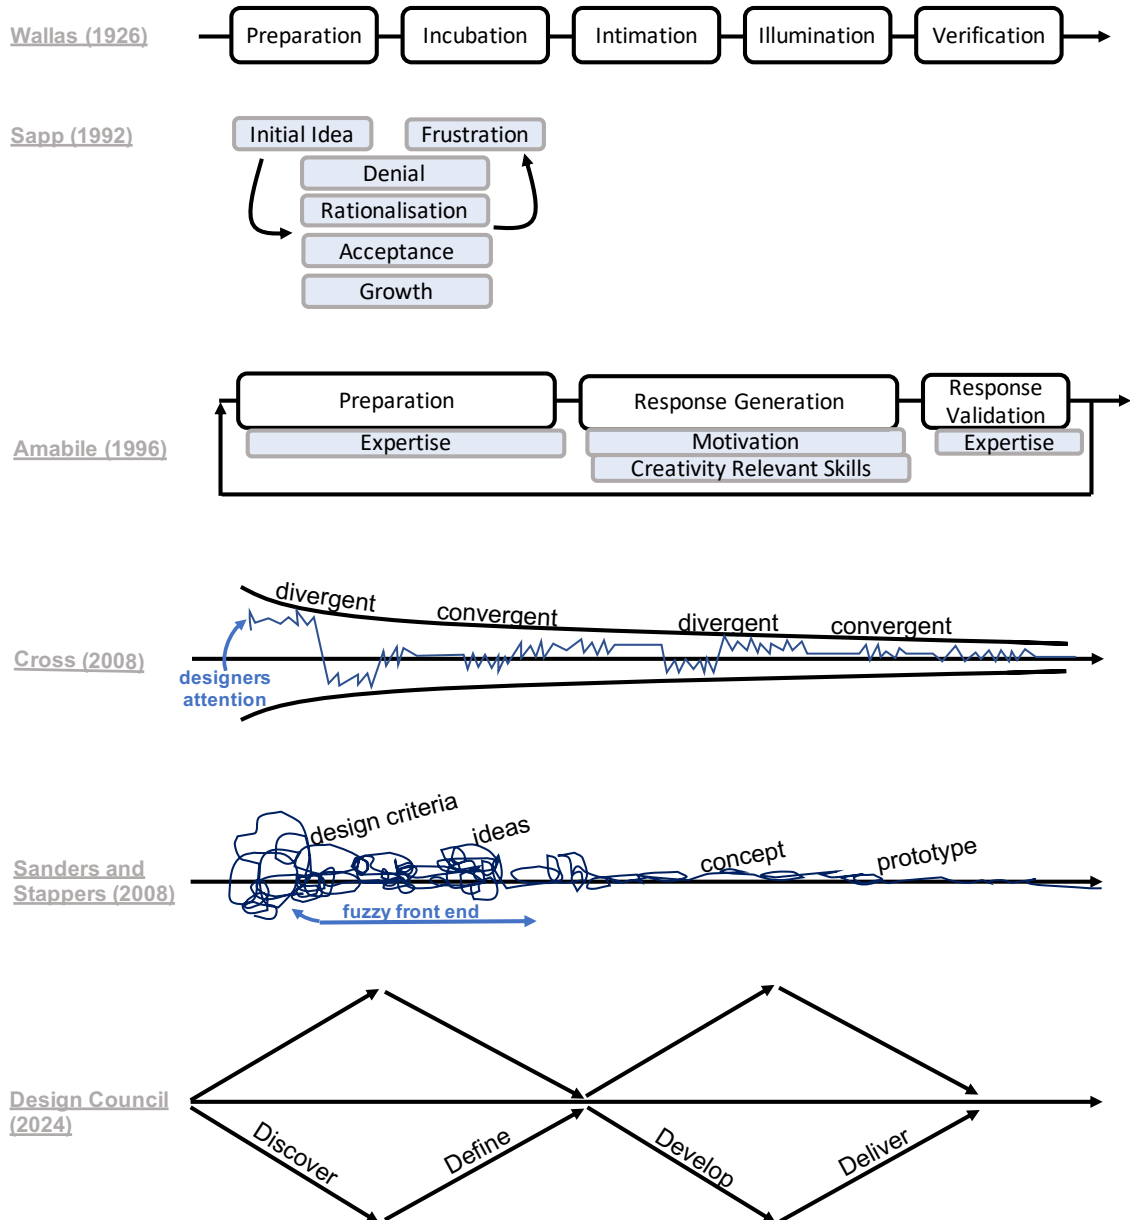 Wallas (1926)
Preparation
Incubation
Intimation
Illumination
Verification
Sapp (1992)
Initial Idea
Frustration
Denial
Rationalisation
Acceptance
Growth
Amabile (1996)
Preparation
Response Generation
Response
Validation
Expertise
Motivation
Expertise
Creativity Relevant Skills
Cross (2008)
divergent
convergent
divergent
convergent
designers
attention
Sanders and
Stappers (2008)
design criteria
ideas
concept
prototype
fuzzy front end
Design Council
(2024)
Discover
Define
Develop
Deliver